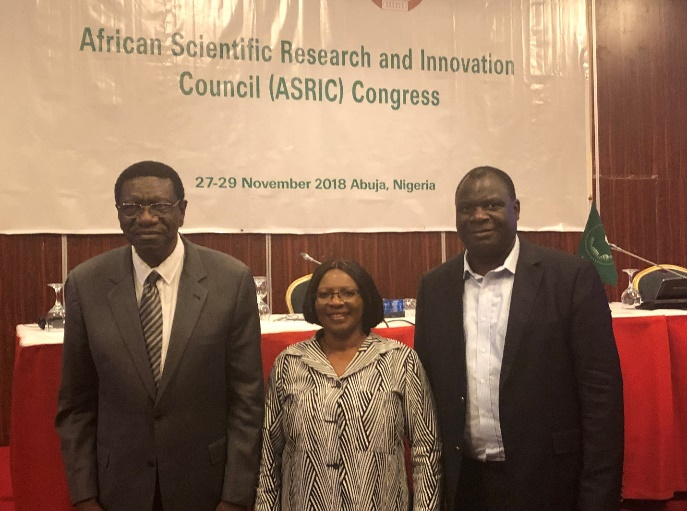 African Scientific Research and Innovation
Council (ASRIC) Congress
27-29 November 2018 Abuja, Nigeria